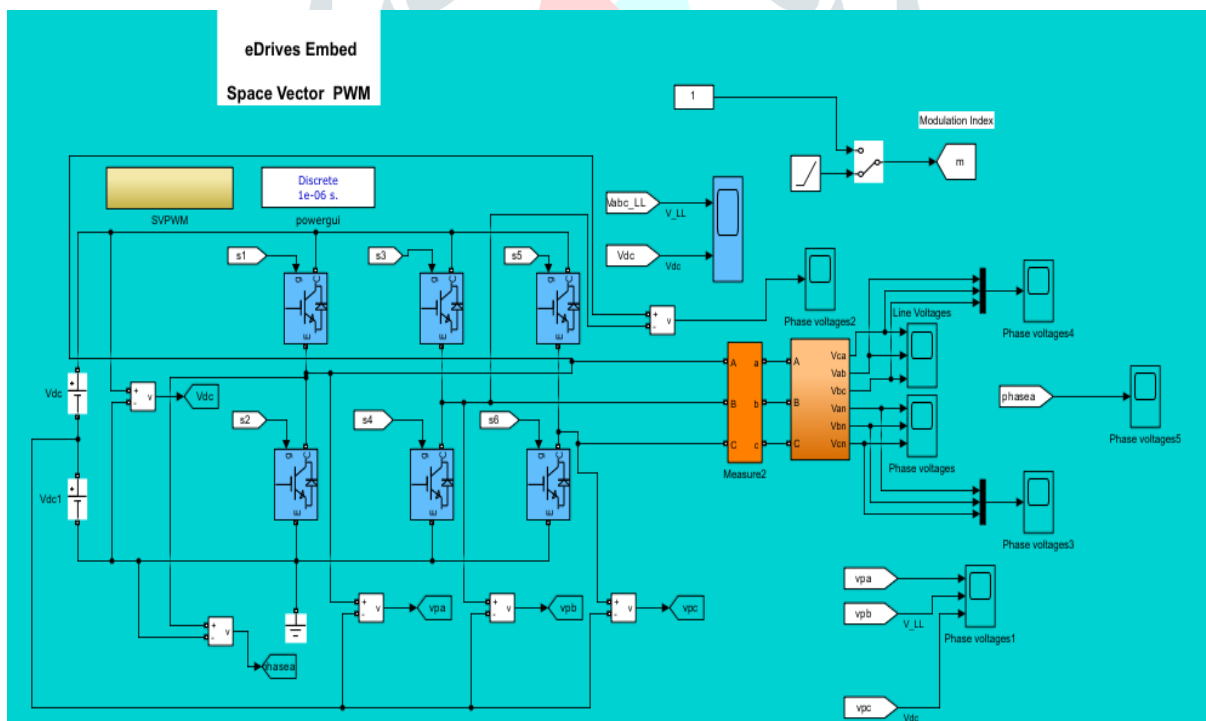 eDrives Embed
Space Vector PWM
1
Modulation Index
m
SVPWM
Discrete
1e-06 s.
powergui
Vabc_LL
V_LL
Vdc
Vdc
s1
s3
s5
g
C
E
g
C
E
g
C
E
+
-
v
Phase voltages2
Line Voltages
Phase voltages4
Vdc
+
-
v
Vdc
A
B
C
a
b
c
Measure2
A
B
C
Vca
Vab
Vbc
Van
Vbn
Vcn
Phase voltages
phasea
Phase voltages5
s2
s4
s6
g
C
E
g
C
E
g
C
E
+
Vdc1
+
Phase voltages3
+
-
v
vpa
+
-
v
vpb
+
-
v
vpc
+
-
v
hasea
vpa
vpb
V_LL
Phase voltages1
vpc
Vdc